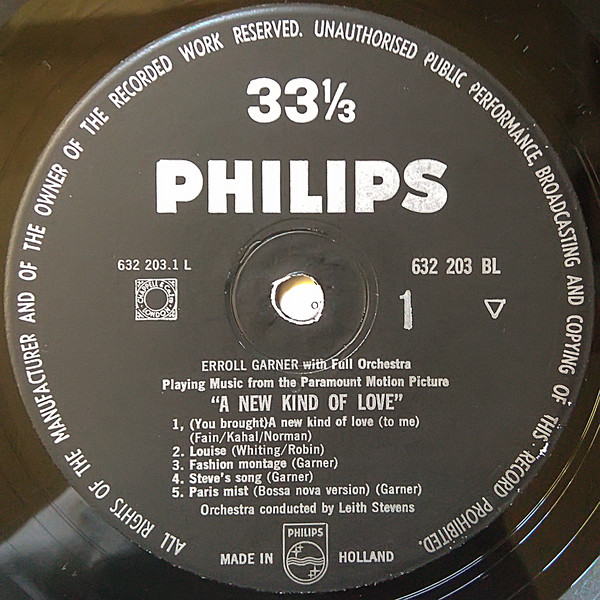 ALL RIGHTS OF THE MANUFACTURER AND OF THE OWNER OF THE RECORDED WORK RESERVED. UNAUTHORISED PUBLIC PERFORMANCE, BROADCASTING AND COPYING OF THIS RECORD PROHIBITED.
33⅓
PHILIPS
632 203.1 L
632 203 BL
CHAPPELL & CO LTD
LONDON
1
ERROLL GARNER with Full Orchestra
Playing Music from the Paramount Motion Picture
“A NEW KIND OF LOVE”
1, (You brought)A new kind of love (to me)
(Fain/Kahal/Norman)
2. Louise (Whiting/Robin)
3. Fashion montage (Garner)
4. Steve's song (Garner)
5. Paris mist (Bossa nova version) (Garner)
Orchestra conducted by Leith Stevens
PHILIPS
MADE IN HOLLAND